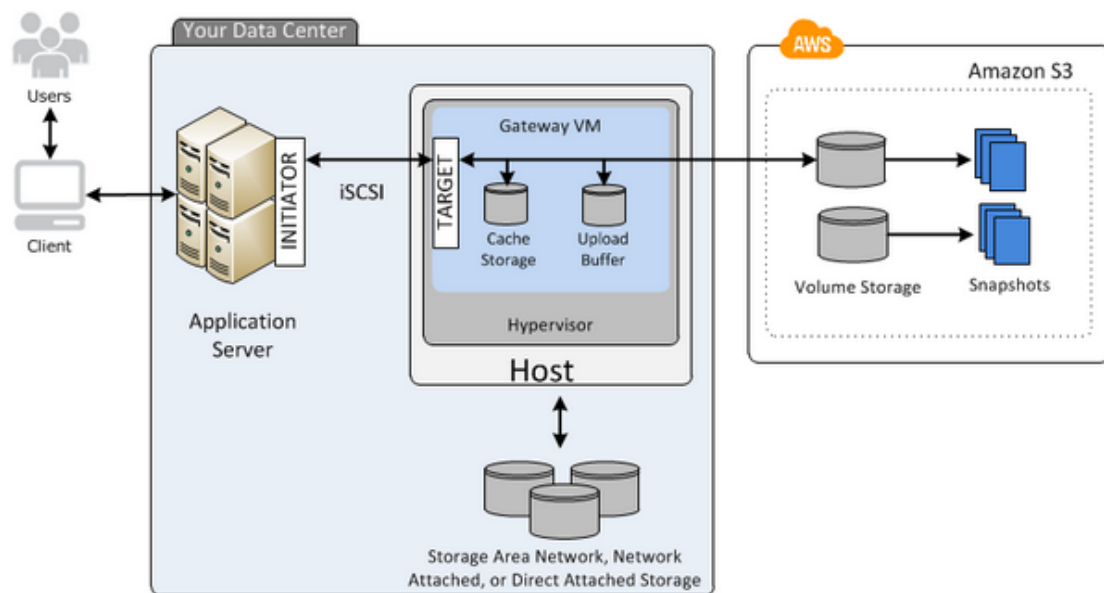 Your Data Center
Users
Client
INITIATOR
Application
Server
iSCSI
TARGET
Gateway VM
Cache
Storage
Upload
Buffer
Hypervisor
Host
Storage Area Network, Network
Attached, or Direct Attached Storage
AWS
Amazon S3
Volume Storage
Snapshots